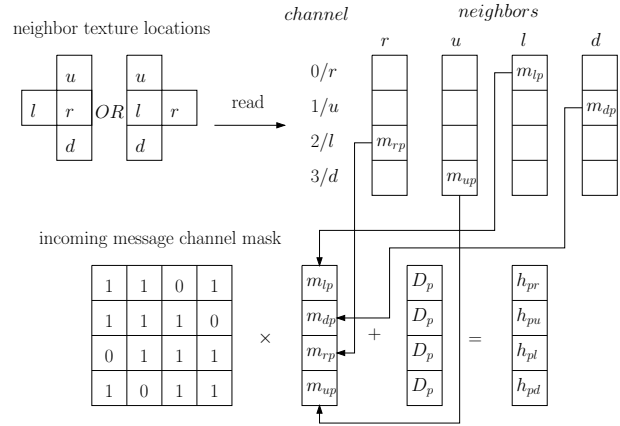 channel neighbors
neighbor texture locations
r u l d
u u
l r OR l r
d d
read
0/r m_lp
1/u m_dp
2/l m_rp
3/d m_up
incoming message channel mask
1 1 0 1 m_lp D_p h_pr
1 1 1 0 m_dp D_p h_pu
× + =
0 1 1 1 m_rp D_p h_pl
1 0 1 1 m_up D_p h_pd